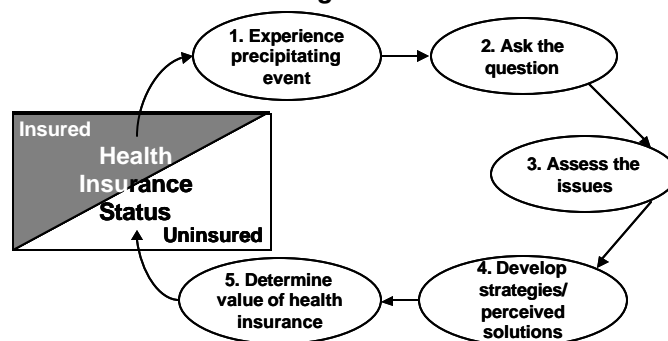 1. Experience
precipitating
event
2. Ask the
question
3. Assess the
issues
4. Develop
strategies/
perceived
solutions
5. Determine
value of health
insurance
Insured
Health
Insurance
Status
Uninsured